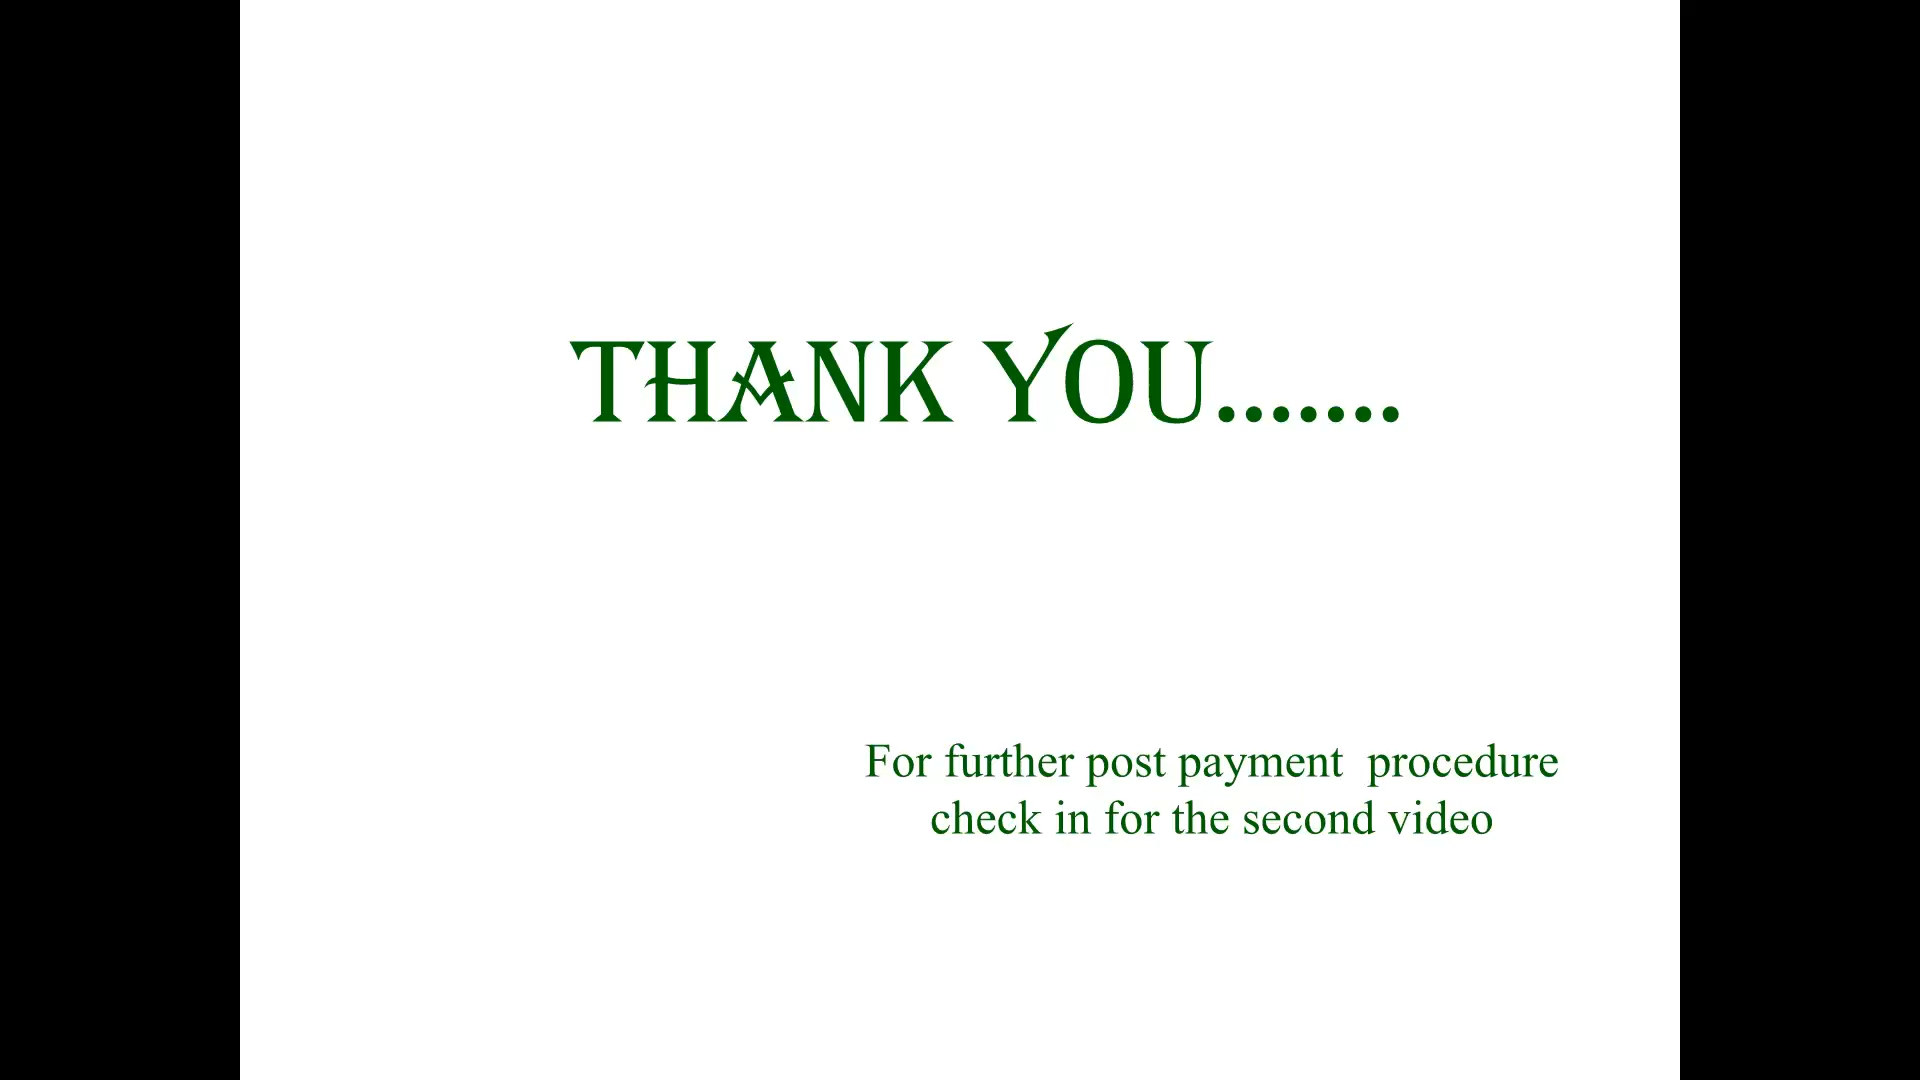 THANK YOU.......
For further post payment  procedure
check in for the second video